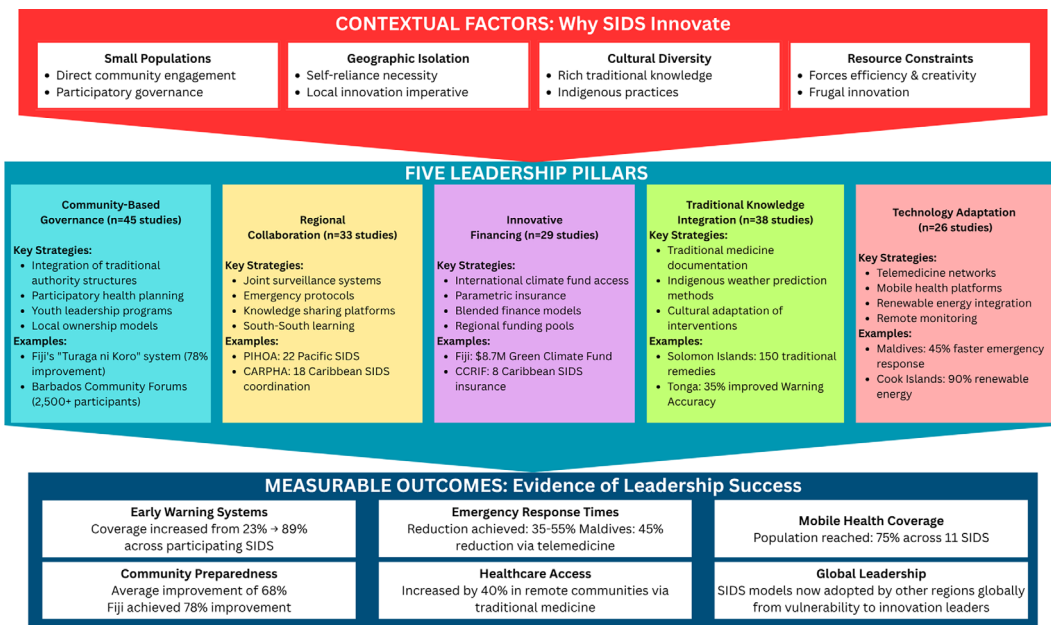 CONTEXTUAL FACTORS: Why SIDS Innovate
Small Populations
• Direct community engagement
• Participatory governance
Geographic Isolation
• Self-reliance necessity
• Local innovation imperative
Cultural Diversity
• Rich traditional knowledge
• Indigenous practices
Resource Constraints
• Forces efficiency & creativity
• Frugal innovation
FIVE LEADERSHIP PILLARS
Community-Based
Governance (n=45 studies)
Key Strategies:
• Integration of traditional
authority structures
• Participatory health planning
• Youth leadership programs
• Local ownership models
Examples:
• Fiji's "Turaga ni Koro" system (78%
improvement)
• Barbados Community Forums
(2,500+ participants)
Regional
Collaboration (n=33 studies)
Key Strategies:
• Joint surveillance systems
• Emergency protocols
• Knowledge sharing platforms
• South-South learning
Examples:
• PIHOA: 22 Pacific SIDS
• CARPHA: 18 Caribbean SIDS
coordination
Innovative
Financing (n=29 studies)
Key Strategies:
• International climate fund access
• Parametric insurance
• Blended finance models
• Regional funding pools
Examples:
• Fiji: $8.7M Green Climate Fund
• CCRIF: 8 Caribbean SIDS
insurance
Traditional Knowledge
Integration (n=38 studies)
Key Strategies:
• Traditional medicine
documentation
• Indigenous weather prediction
methods
• Cultural adaptation of
interventions
Examples:
• Solomon Islands: 150 traditional
remedies
• Tonga: 35% improved Warning
Accuracy
Technology Adaptation
(n=26 studies)
Key Strategies:
• Telemedicine networks
• Mobile health platforms
• Renewable energy integration
• Remote monitoring
Examples:
• Maldives: 45% faster emergency
response
• Cook Islands: 90% renewable
energy
MEASURABLE OUTCOMES: Evidence of Leadership Success
Early Warning Systems
Coverage increased from 23% → 89%
across participating SIDS
Emergency Response Times
Reduction achieved: 35-55% Maldives: 45%
reduction via telemedicine
Mobile Health Coverage
Population reached: 75% across 11 SIDS
Community Preparedness
Average improvement of 68%
Fiji achieved 78% improvement
Healthcare Access
Increased by 40% in remote communities via
traditional medicine
Global Leadership
SIDS models now adopted by other regions globally
from vulnerability to innovation leaders